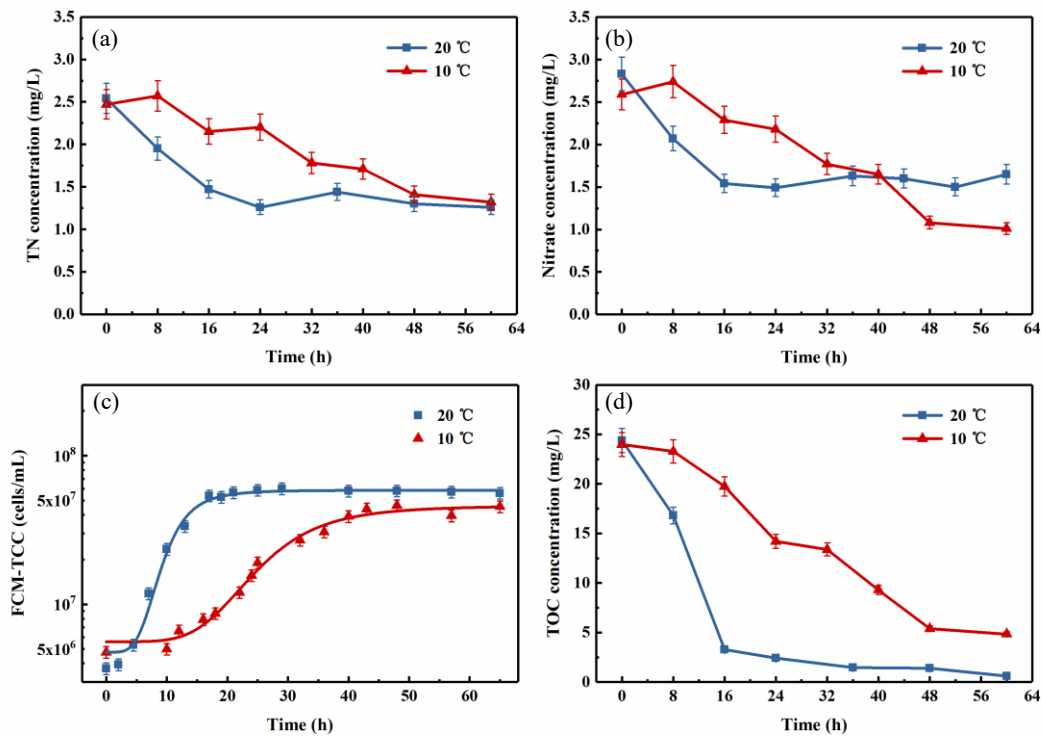 (a)
20 ℃
10 ℃
TN concentration (mg/L)
3.5
3.0
2.5
2.0
1.5
1.0
0.5
0.0
0 8 16 24 32 40 48 56 64
Time (h)
(b)
20 ℃
10 ℃
Nitrate concentration (mg/L)
3.5
3.0
2.5
2.0
1.5
1.0
0.5
0.0
0 8 16 24 32 40 48 56 64
Time (h)
(c)
20 ℃
10 ℃
FCM-TCC (cells/mL)
10⁸
5x10⁷
10⁷
5x10⁶
0 10 20 30 40 50 60
Time (h)
(d)
20 ℃
10 ℃
TOC concentration (mg/L)
30
25
20
15
10
5
0
0 8 16 24 32 40 48 56 64
Time (h)